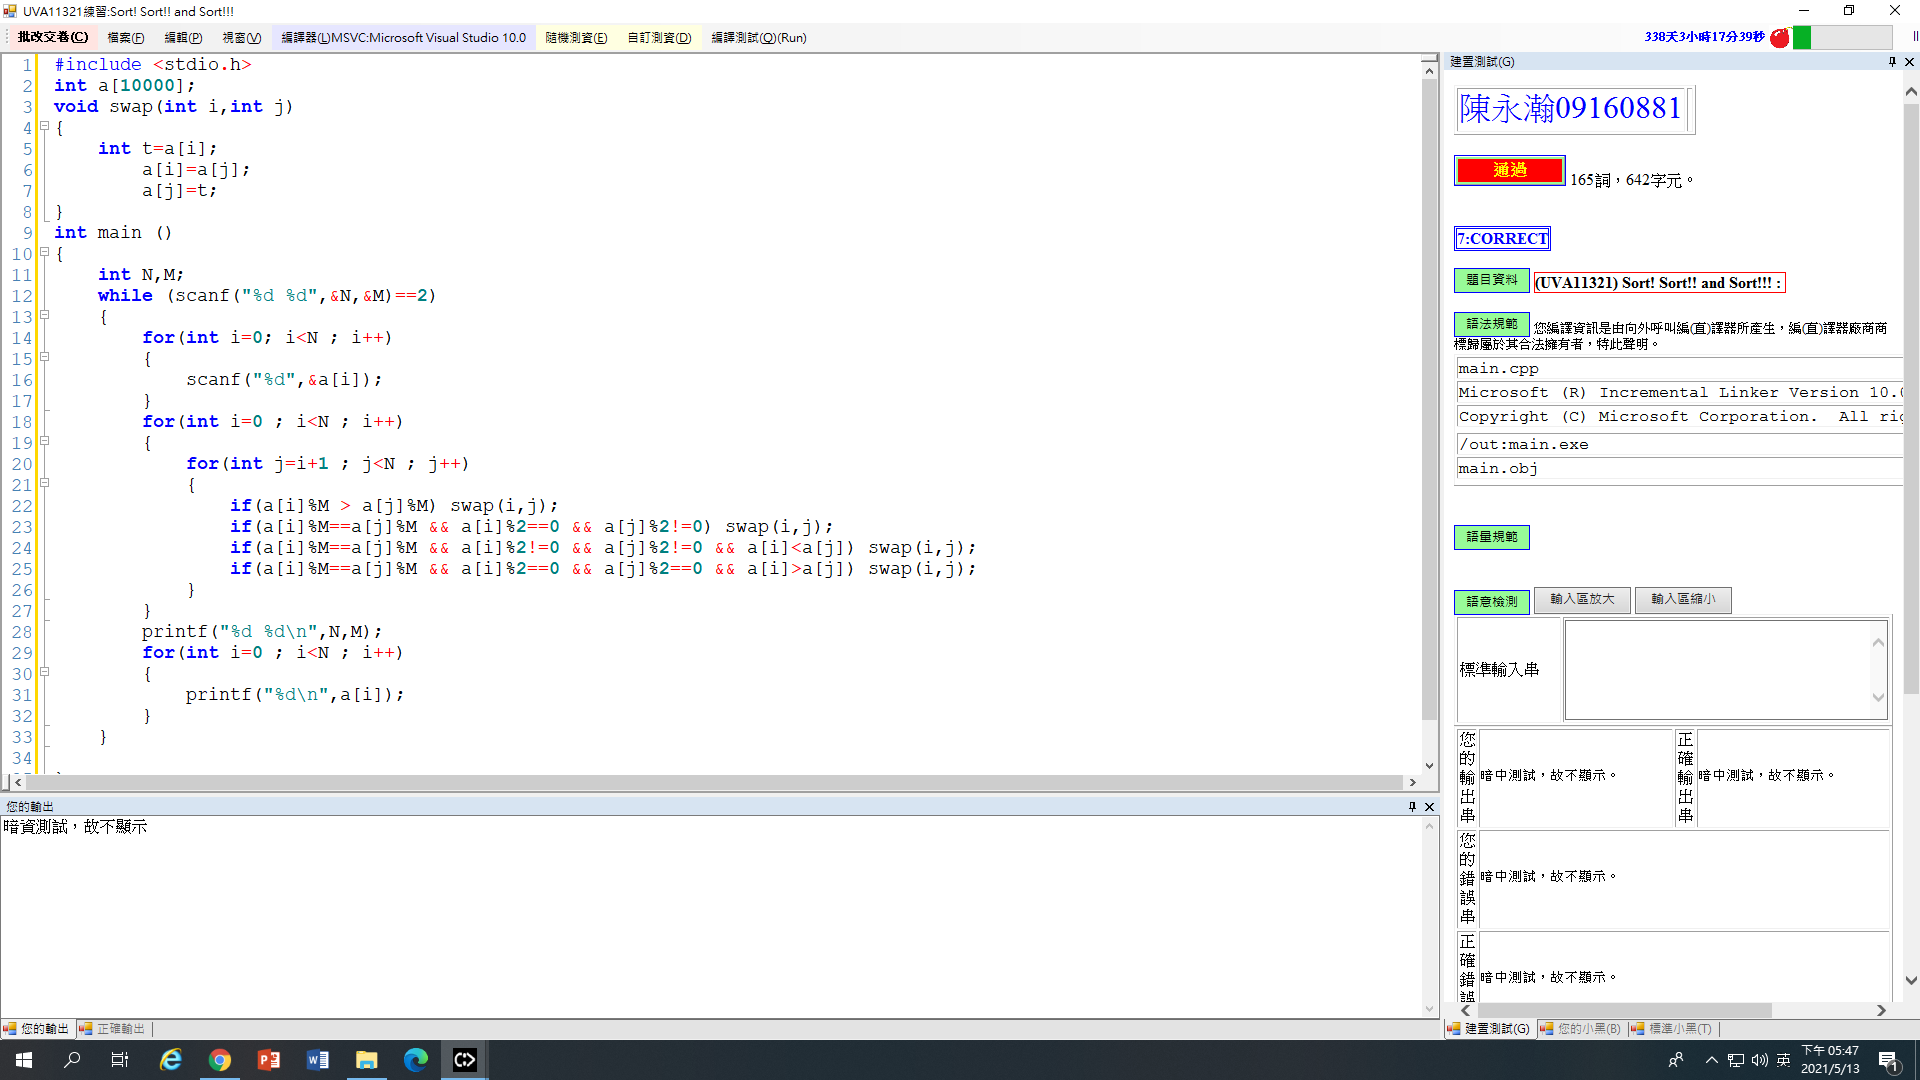 UVA11321練習:Sort! Sort!! and Sort!!!
批改交卷(C) 檔案(F) 編輯(P) 視窗(V) 編譯器(L)MSVC:Microsoft Visual Studio 10.0 隨機測資(E) 自訂測資(D) 編譯測試(Q)(Run) 338天3小時17分39秒
1 #include <stdio.h>
2 int a[10000];
3 void swap(int i,int j)
4 {
5 int t=a[i];
6 a[i]=a[j];
7 a[j]=t;
8 }
9 int main ()
10 {
11 int N,M;
12 while (scanf("%d %d",&N,&M)==2)
13 {
14 for(int i=0; i<N ; i++)
15 {
16 scanf("%d",&a[i]);
17 }
18 for(int i=0 ; i<N ; i++)
19 {
20 for(int j=i+1 ; j<N ; j++)
21 {
22 if(a[i]%M > a[j]%M) swap(i,j);
23 if(a[i]%M==a[j]%M && a[i]%2==0 && a[j]%2!=0) swap(i,j);
24 if(a[i]%M==a[j]%M && a[i]%2!=0 && a[j]%2!=0 && a[i]<a[j]) swap(i,j);
25 if(a[i]%M==a[j]%M && a[i]%2==0 && a[j]%2==0 && a[i]>a[j]) swap(i,j);
26 }
27 }
28 printf("%d %d\n",N,M);
29 for(int i=0 ; i<N ; i++)
30 {
31 printf("%d\n",a[i]);
32 }
33 }
34
您的輸出
暗資測試，故不顯示
您的輸出 正確輸出
建置測試(G)
陳永瀚09160881
通過 165詞，642字元。
7:CORRECT
題目資料 (UVA11321) Sort! Sort!! and Sort!!! :
語法規範 您編譯資訊是由向外呼叫編(直)譯器所產生，編(直)譯器廠商商
標歸屬於其合法擁有者，特此聲明。
main.cpp
Microsoft (R) Incremental Linker Version 10.0
Copyright (C) Microsoft Corporation. All rig
/out:main.exe
main.obj
語量規範
語意檢測 輸入區放大 輸入區縮小
標準輸入串
您的輸出串 暗中測試，故不顯示。 正確輸出串 暗中測試，故不顯示。
您的錯誤串 暗中測試，故不顯示。
正確錯誤 暗中測試，故不顯示。
建置測試(G) 您的小黑(B) 標準小黑(T)
英 下午 05:47
2021/5/13
1